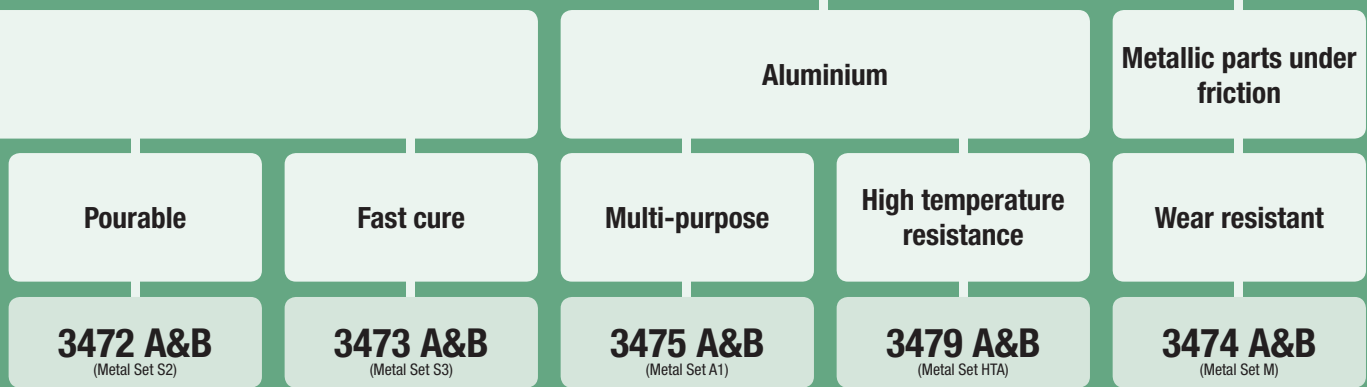 Aluminium
Metallic parts under
friction
Pourable
Fast cure
Multi-purpose
High temperature
resistance
Wear resistant
3472 A&B
(Metal Set S2)
3473 A&B
(Metal Set S3)
3475 A&B
(Metal Set A1)
3479 A&B
(Metal Set HTA)
3474 A&B
(Metal Set M)